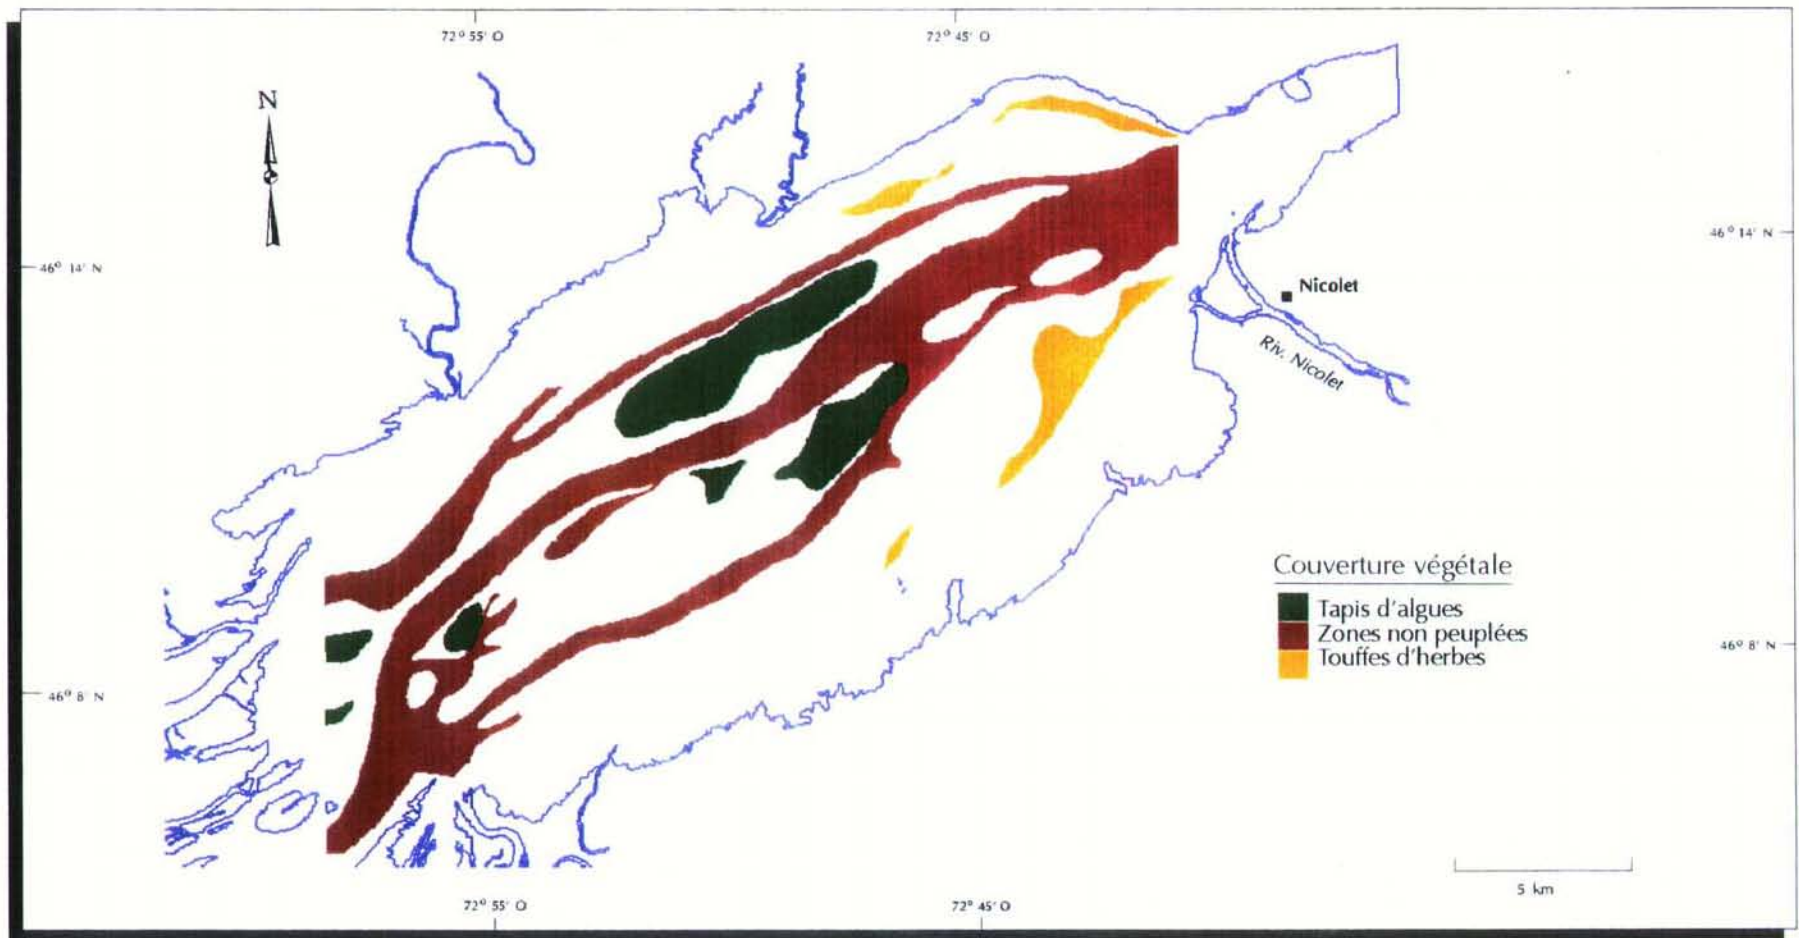 72° 55' O
72° 45' O
N
46° 14' N
46° 14' N
Nicolet
Riv. Nicolet
Couverture végétale
Tapis d'algues
Zones non peuplées
Touffes d'herbes
46° 8' N
46° 8' N
5 km
72° 55' O
72° 45' O